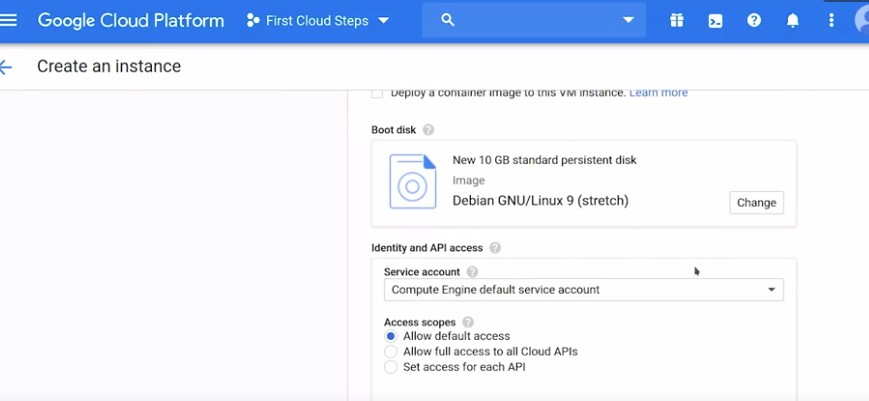 Google Cloud Platform
First Cloud Steps
Create an instance
Deploy a container image to this VM instance. Learn more
Boot disk
New 10 GB standard persistent disk
Image
Debian GNU/Linux 9 (stretch)
Change
Identity and API access
Service account
Compute Engine default service account
Access scopes
Allow default access
Allow full access to all Cloud APIs
Set access for each API